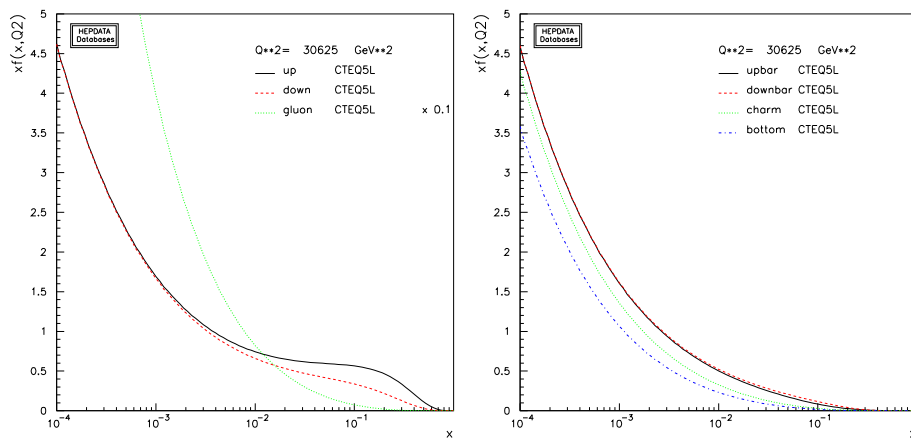 xf(x,Q2)
HEPDATA
Databases
Q**2= 30625 GeV**2
up CTEQ5L
down CTEQ5L
gluon CTEQ5L x 0.1
5
4.5
4
3.5
3
2.5
2
1.5
1
0.5
0
10⁻⁴ 10⁻³ 10⁻² 10⁻¹
x
xf(x,Q2)
HEPDATA
Databases
Q**2= 30625 GeV**2
upbar CTEQ5L
downbar CTEQ5L
charm CTEQ5L
bottom CTEQ5L
5
4.5
4
3.5
3
2.5
2
1.5
1
0.5
0
10⁻⁴ 10⁻³ 10⁻² 10⁻¹
x